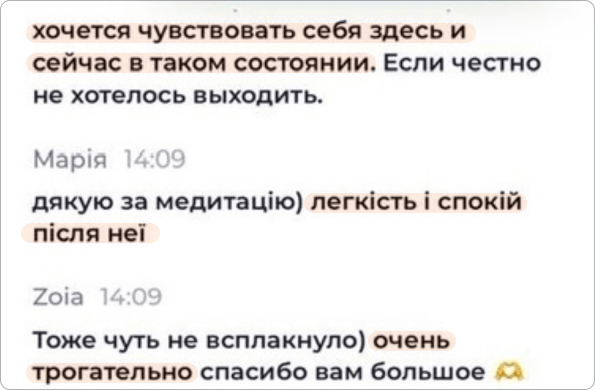 хочется чувствовать себя здесь и
сейчас в таком состоянии. Если честно
не хотелось выходить.
Марія 14:09
дякую за медитацію) легкість і спокій
після неї
Zoia 14:09
Тоже чуть не всплакнуло) очень
трогательно спасибо вам большое 🫶